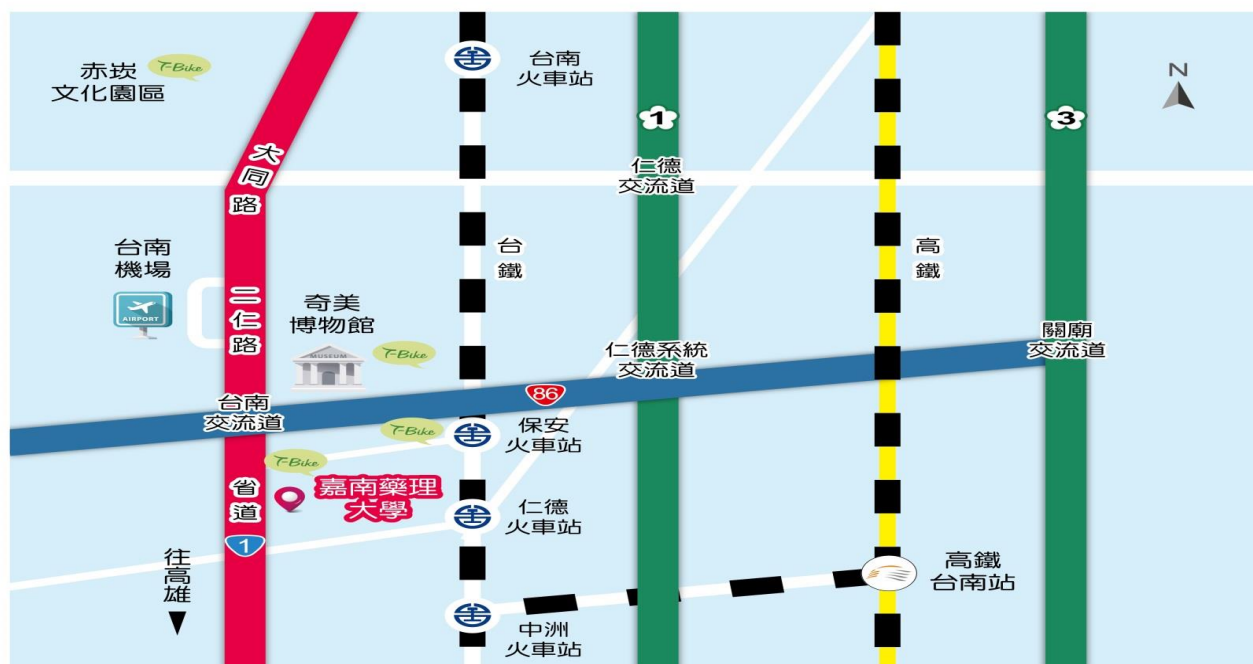 台南
火車站
赤崁
文化園區
T-Bike
N
1
3
大同路
仁德
交流道
台南
機場
AIRPORT
二仁路
台鐵
高鐵
奇美
博物館
MUSEUM
T-Bike
仁德系統
交流道
關廟
交流道
86
台南
交流道
T-Bike
保安
火車站
T-Bike
嘉南藥理
大學
省道
1
仁德
火車站
往高雄
高鐵
台南站
中洲
火車站